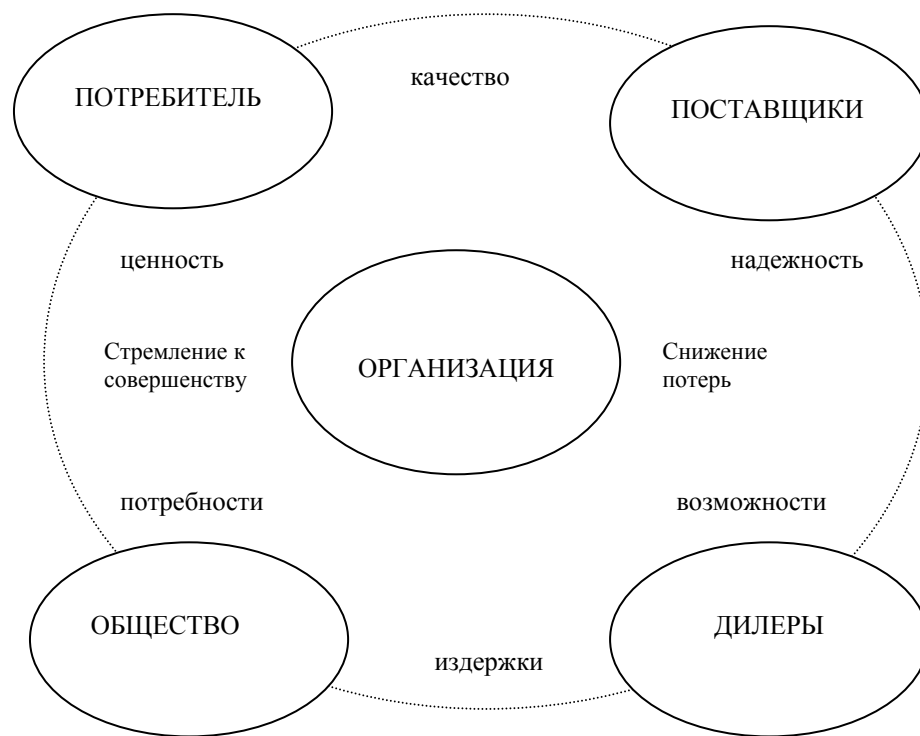 качество
ПОТРЕБИТЕЛЬ
ПОСТАВЩИКИ
ценность
надежность
Стремление к
совершенству
ОРГАНИЗАЦИЯ
Снижение
потерь
потребности
возможности
ОБЩЕСТВО
ДИЛЕРЫ
издержки